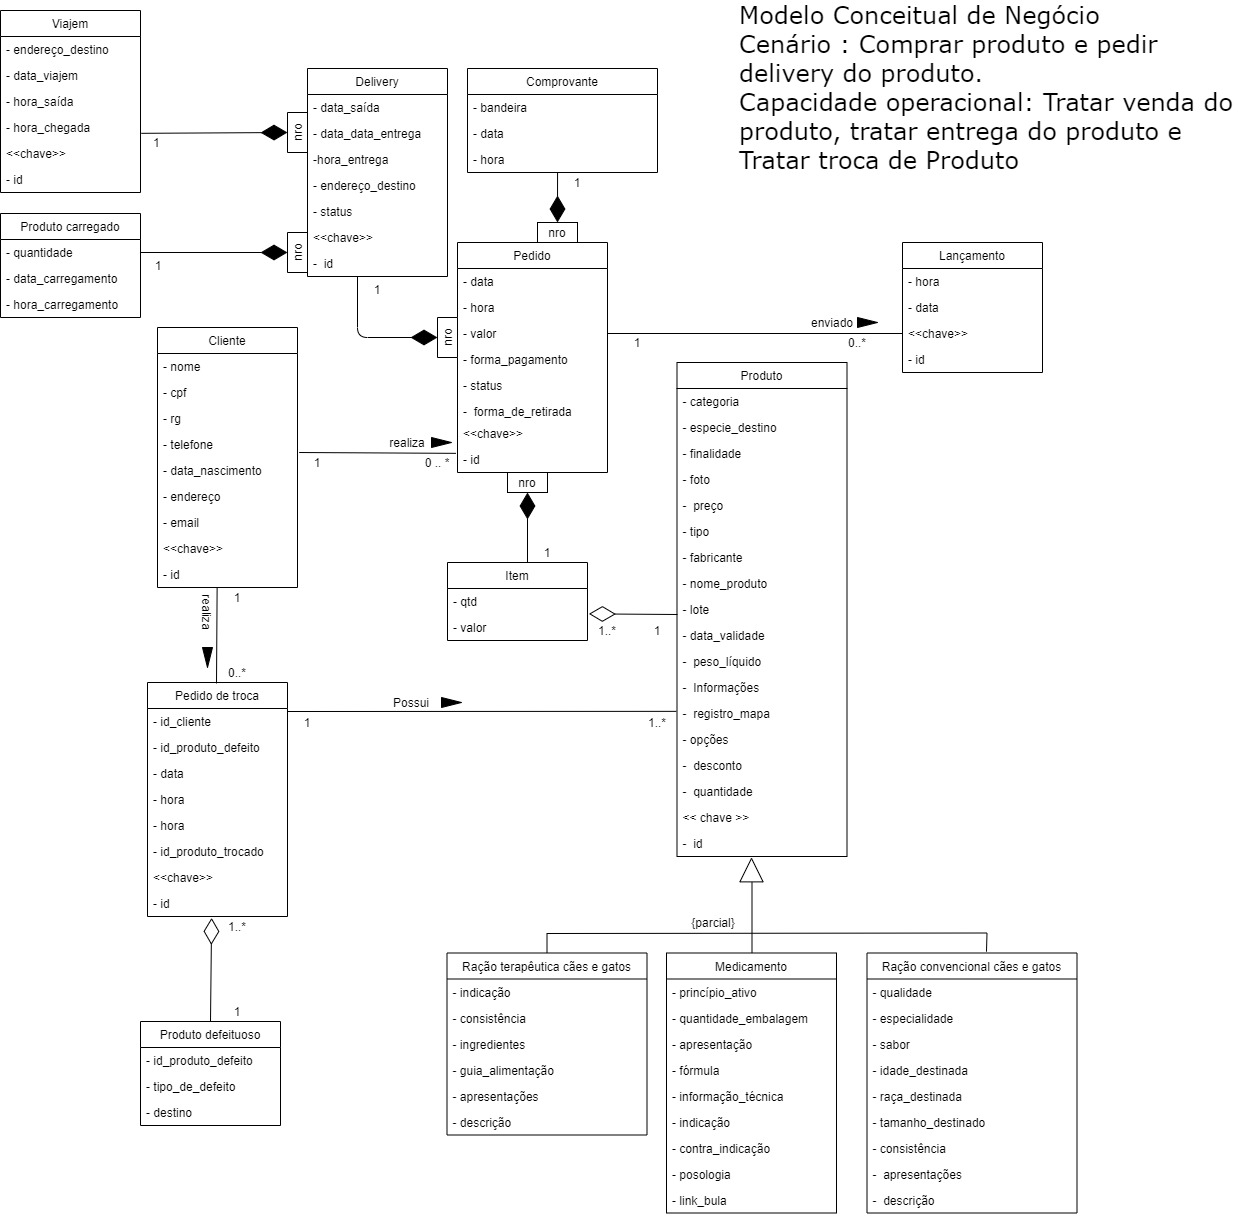 Modelo Conceitual de Negócio
Cenário : Comprar produto e pedir
delivery do produto.
Capacidade operacional: Tratar venda do
produto, tratar entrega do produto e
Tratar troca de Produto
Viajem
- endereço_destino
- data_viajem
- hora_saída
- hora_chegada
<<chave>>
- id
1
nro
Produto carregado
- quantidade
- data_carregamento
- hora_carregamento
1
nro
Delivery
- data_saída
- data_data_entrega
-hora_entrega
- endereço_destino
- status
<<chave>>
- id
1
nro
Comprovante
- bandeira
- data
- hora
1
nro
Pedido
- data
- hora
- valor
- forma_pagamento
- status
- forma_de_retirada
<<chave>>
- id
nro
1
enviado
1
0..*
Lançamento
- hora
- data
<<chave>>
- id
Cliente
- nome
- cpf
- rg
- telefone
- data_nascimento
- endereço
- email
<<chave>>
- id
realiza
1
0 .. *
realiza
1
0..*
Item
- qtd
- valor
1..*
1
Produto
- categoria
- especie_destino
- finalidade
- foto
- preço
- tipo
- fabricante
- nome_produto
- lote
- data_validade
- peso_líquido
- Informações
- registro_mapa
- opções
- desconto
- quantidade
<< chave >>
- id
Pedido de troca
- id_cliente
- id_produto_defeito
- data
- hora
- hora
- id_produto_trocado
<<chave>>
- id
Possui
1
1..*
1..*
1
Produto defeituoso
- id_produto_defeito
- tipo_de_defeito
- destino
{parcial}
Ração terapêutica cães e gatos
- indicação
- consistência
- ingredientes
- guia_alimentação
- apresentações
- descrição
Medicamento
- princípio_ativo
- quantidade_embalagem
- apresentação
- fórmula
- informação_técnica
- indicação
- contra_indicação
- posologia
- link_bula
Ração convencional cães e gatos
- qualidade
- especialidade
- sabor
- idade_destinada
- raça_destinada
- tamanho_destinado
- consistência
- apresentações
- descrição